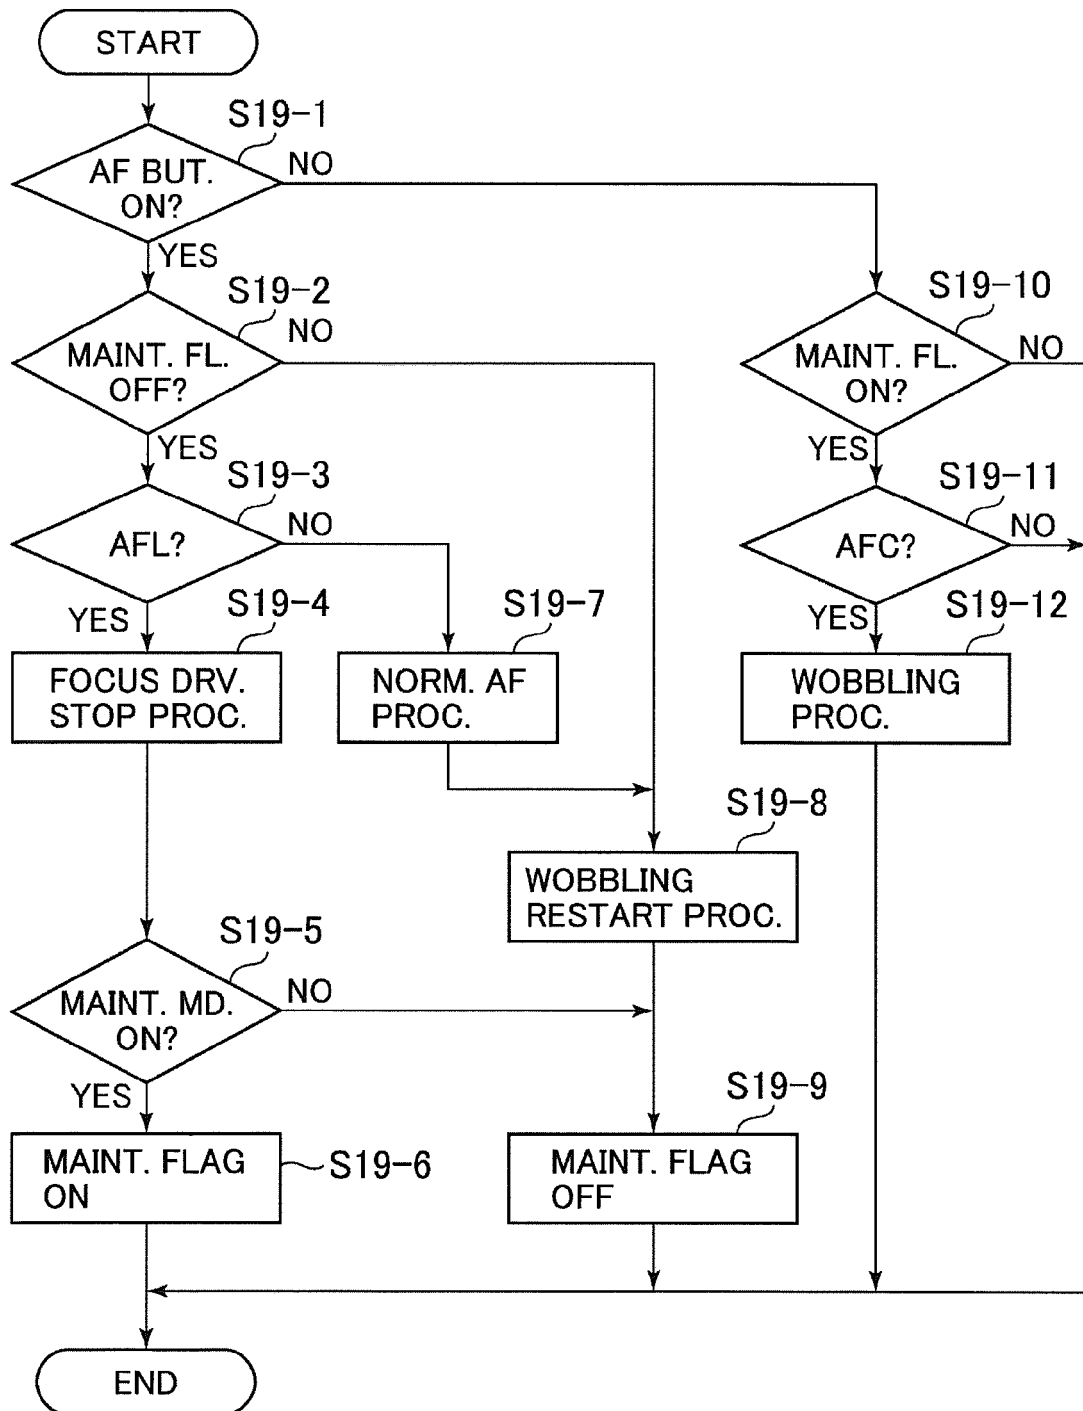 START
S19-1
AF BUT.
ON?
NO
YES
S19-2
MAINT. FL.
OFF?
NO
YES
S19-3
AFL?
NO
YES
S19-4
FOCUS DRV.
STOP PROC.
S19-7
NORM. AF
PROC.
S19-8
WOBBLING
RESTART PROC.
S19-5
MAINT. MD.
ON?
NO
YES
S19-6
MAINT. FLAG
ON
S19-9
MAINT. FLAG
OFF
S19-10
MAINT. FL.
ON?
NO
YES
S19-11
AFC?
NO
YES
S19-12
WOBBLING
PROC.
END